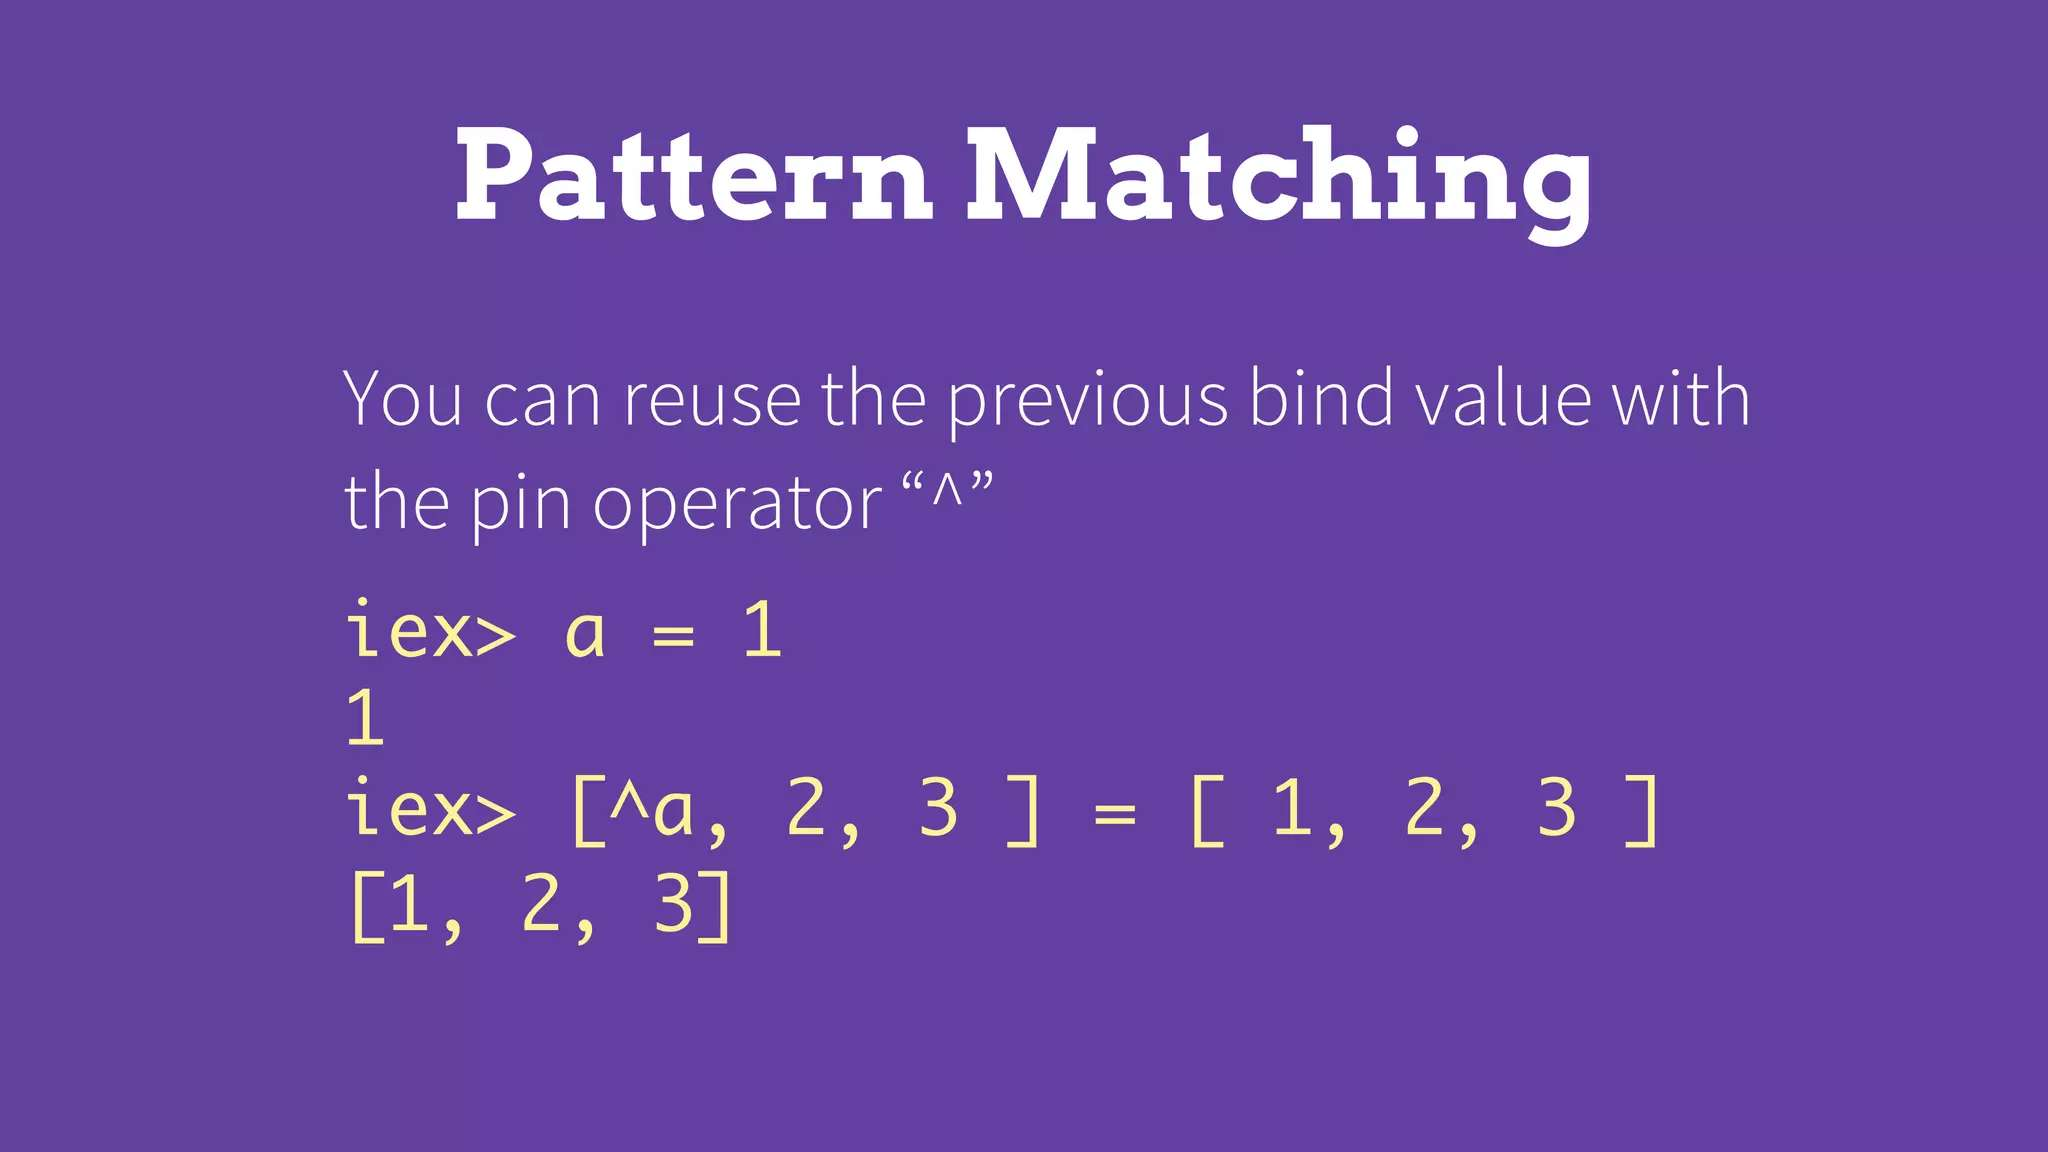 Pattern Matching
You can reuse the previous bind value with
the pin operator “^”
iex> a = 1
1
iex> [^a, 2, 3 ] = [ 1, 2, 3 ]
[1, 2, 3]